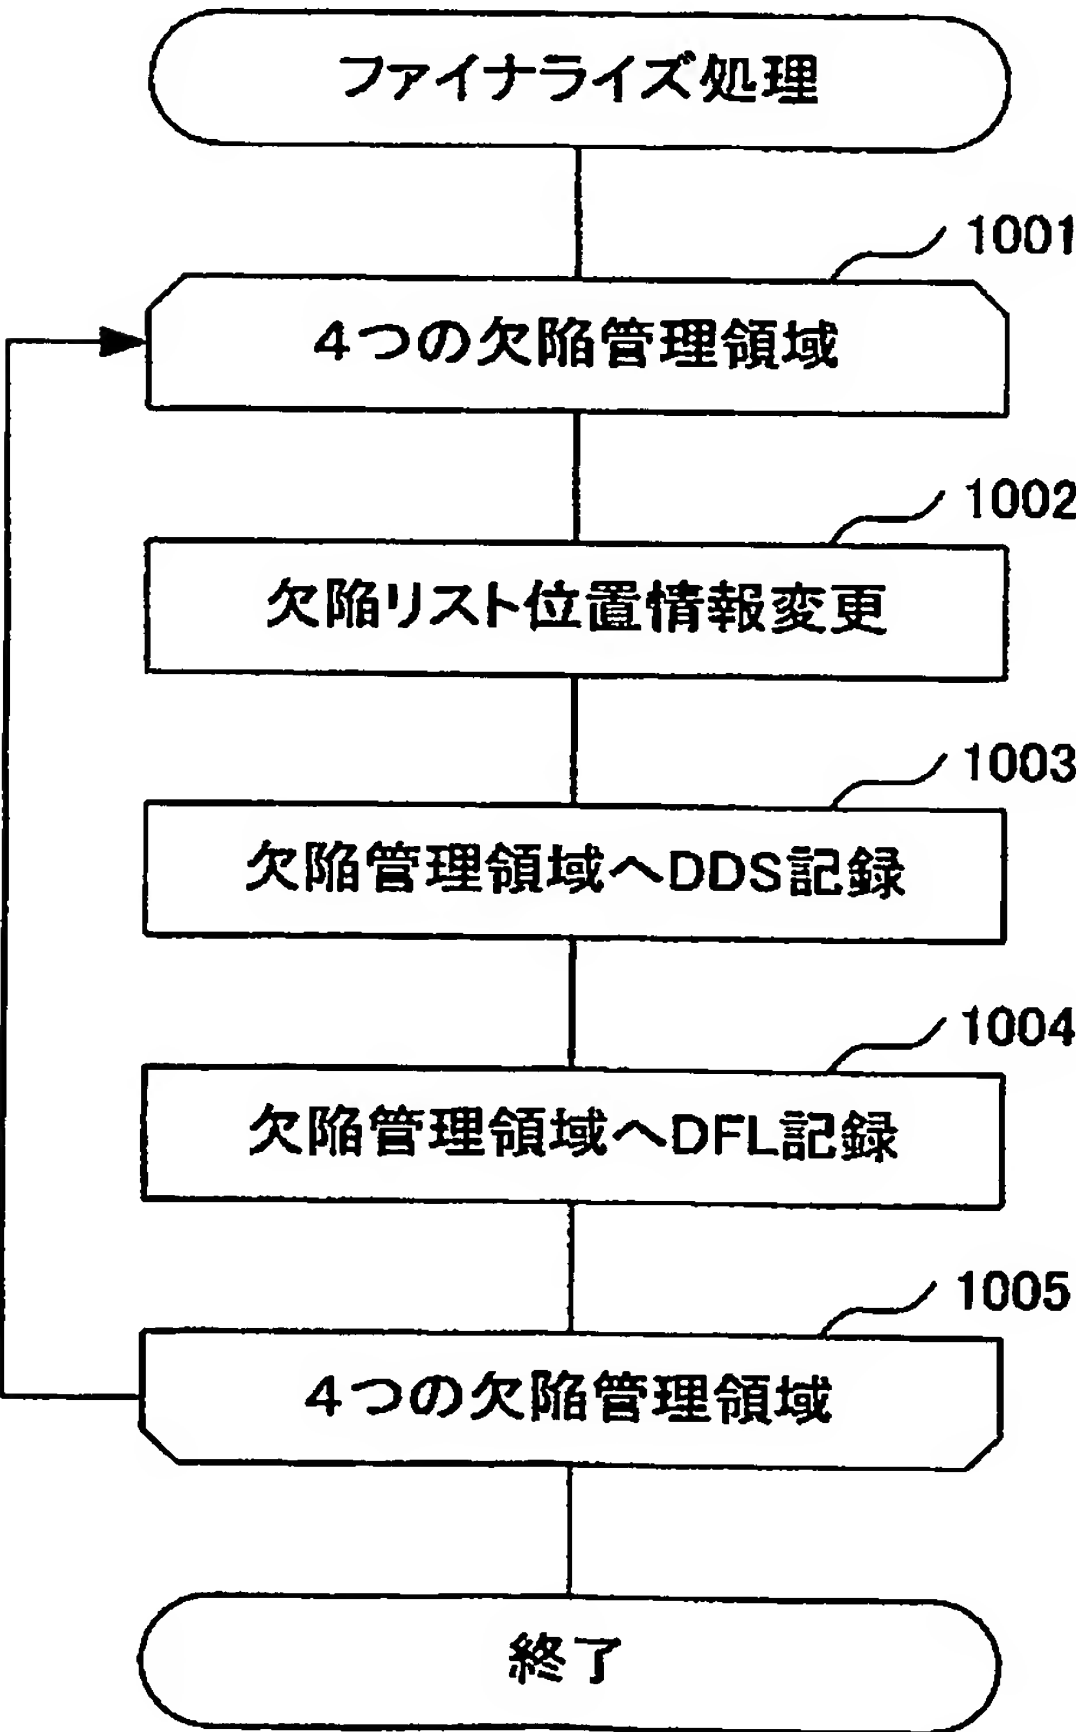 ファイナライズ処理
1001
4つの欠陥管理領域
1002
欠陥リスト位置情報変更
1003
欠陥管理領域へDDS記録
1004
欠陥管理領域へDFL記録
1005
4つの欠陥管理領域
終了